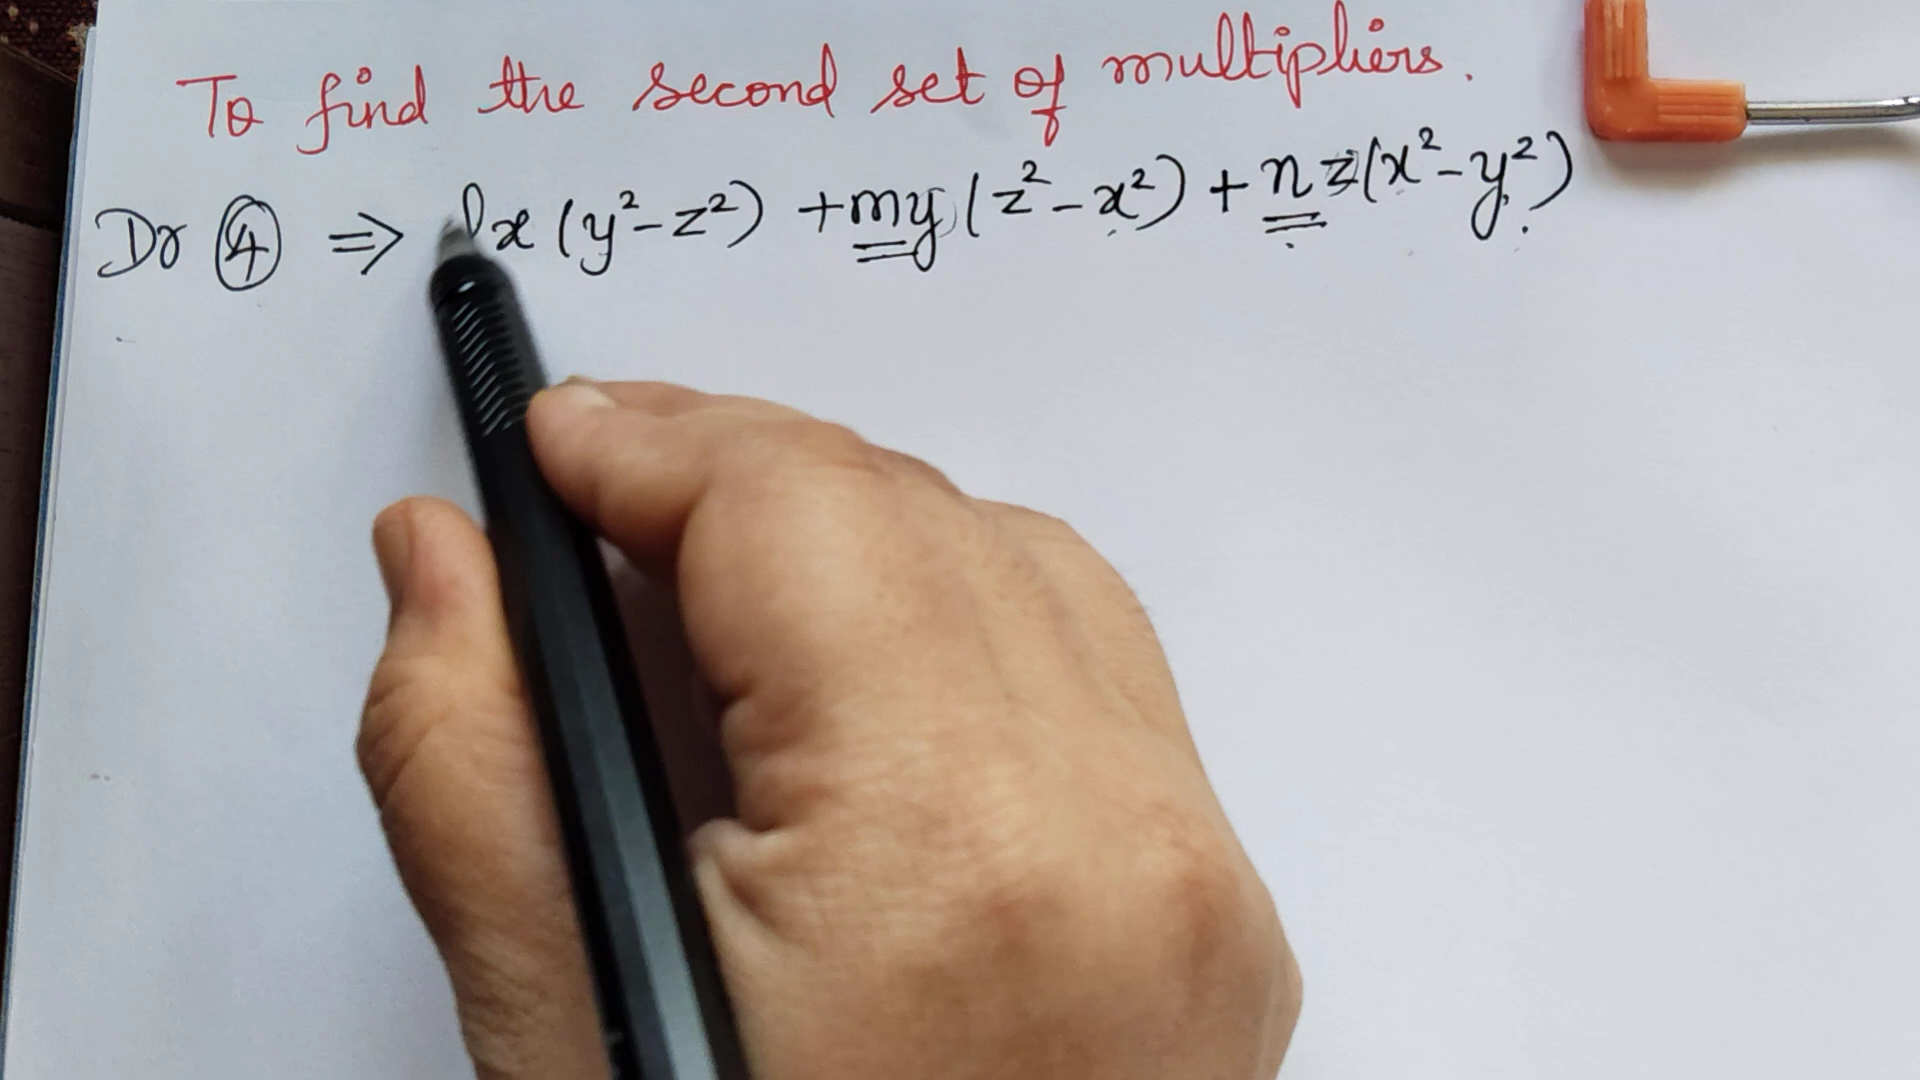 To find the second set of multipliers.
Dr ④ ⇒ lx (y²-z²) +my (z²-x²) + nz(x²-y²)